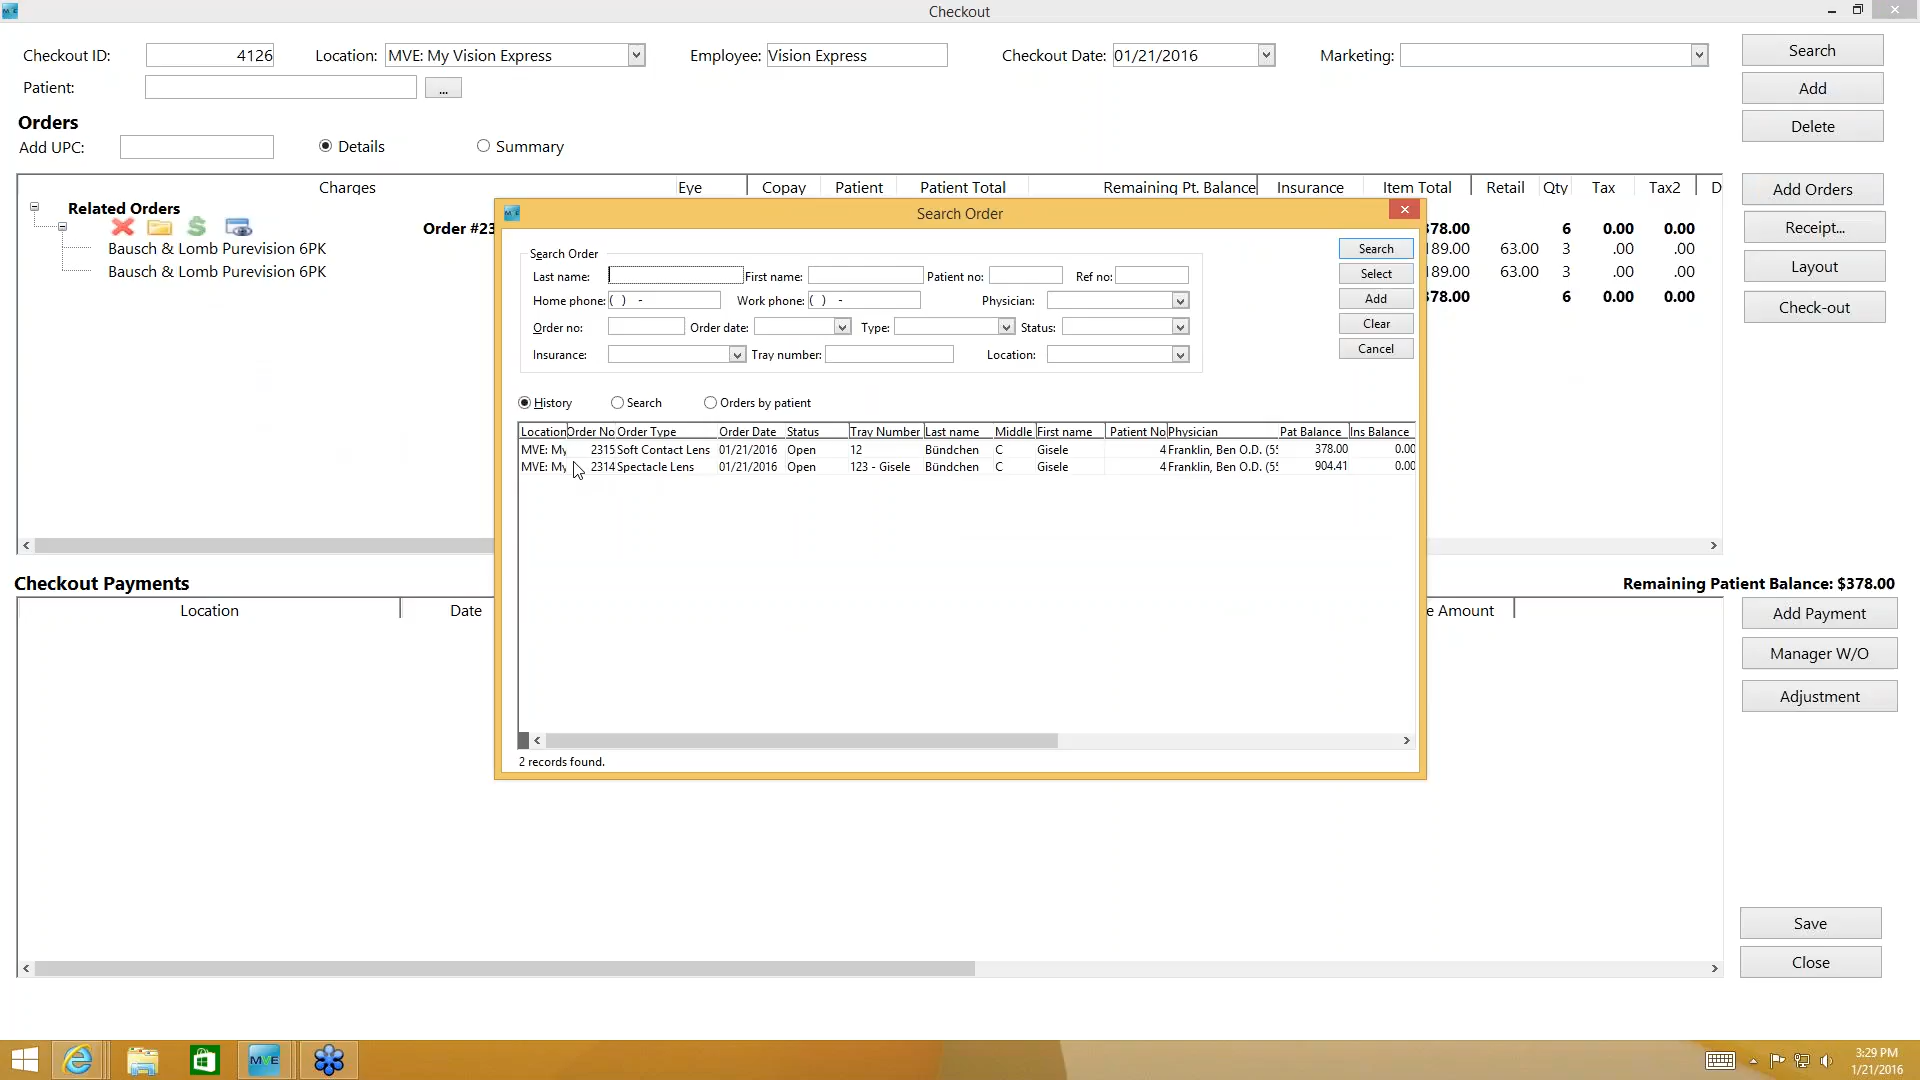 Checkout
Checkout ID: 4126 Location: MVE: My Vision Express Employee: Vision Express Checkout Date: 01/21/2016 Marketing: Search
Patient: ... Add
Orders Delete
Add UPC: Details Summary
Charges Eye Copay Patient Patient Total Remaining Pt. Balance Insurance Item Total Retail Qty Tax Tax2 D Add Orders
Related Orders
Order #23 378.00 6 0.00 0.00 Receipt...
Bausch & Lomb Purevision 6PK 189.00 63.00 3 .00 .00
Bausch & Lomb Purevision 6PK 189.00 63.00 3 .00 .00 Layout
378.00 6 0.00 0.00
Check-out
Search Order
Search Order Search
Last name: First name: Patient no: Ref no: Select
Home phone: ( ) - Work phone: ( ) - Physician: Add
Order no: Order date: Type: Status: Clear
Insurance: Tray number: Location: Cancel
History Search Orders by patient
Location Order No Order Type Order Date Status Tray Number Last name Middle First name Patient No Physician Pat Balance Ins Balance
MVE: My 2315 Soft Contact Lens 01/21/2016 Open 12 Bündchen C Gisele 4 Franklin, Ben O.D. (55 378.00 0.00
MVE: My 2314 Spectacle Lens 01/21/2016 Open 123 - Gisele Bündchen C Gisele 4 Franklin, Ben O.D. (55 904.41 0.00
2 records found.
Checkout Payments Remaining Patient Balance: $378.00
Location Date e Amount Add Payment
Manager W/O
Adjustment
Save
Close
MVE
3:29 PM
1/21/2016